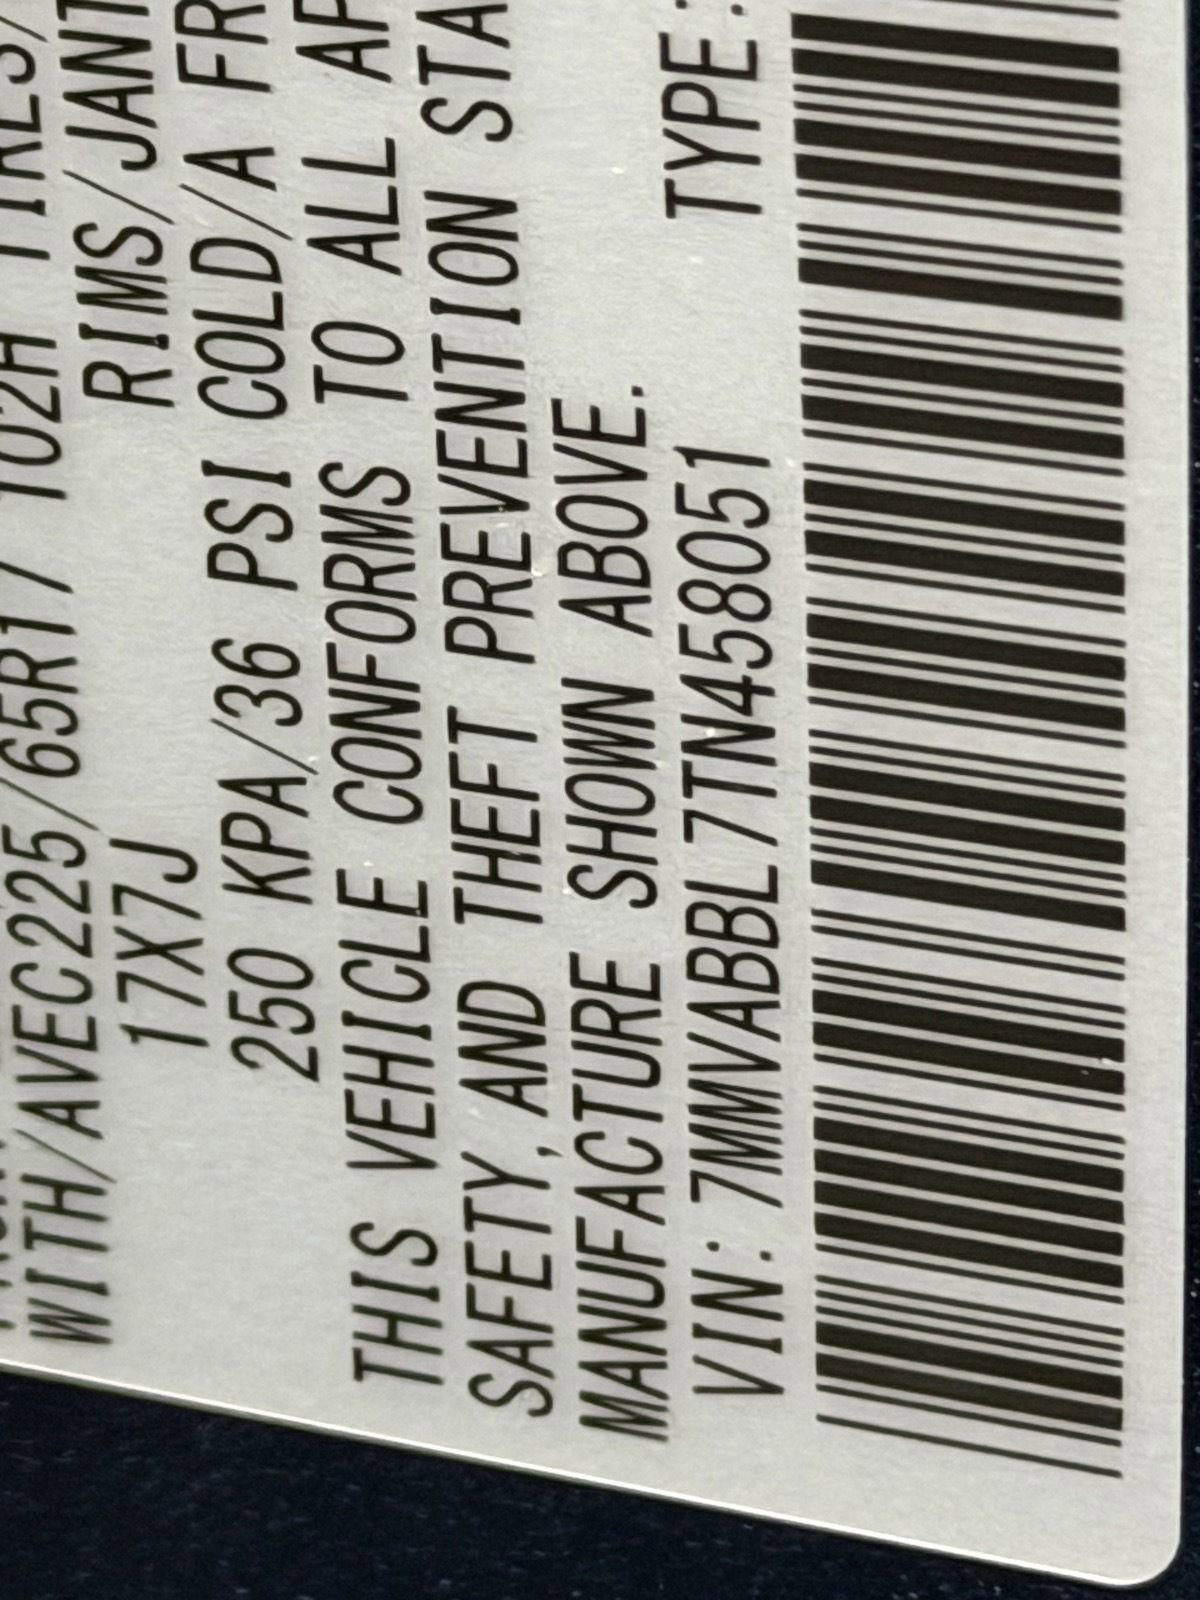 WITH/AVEC225/65R17 102H TIRES/
17X7J RIMS/JANT
250 KPA/36 PSI COLD/A FR
THIS VEHICLE CONFORMS TO ALL AP
SAFETY, AND THEFT PREVENTION STA
MANUFACTURE SHOWN ABOVE.
VIN: 7MMVABBL7TN458051 TYPE: